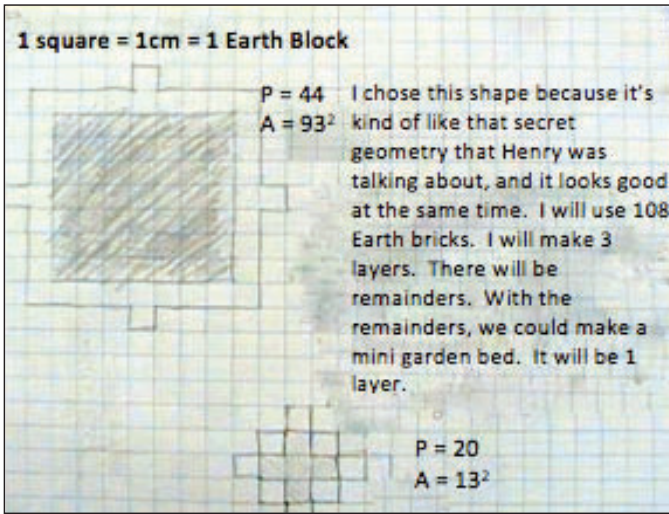 1 square = 1cm = 1 Earth Block
P = 44
A = 93²
I chose this shape because it's
kind of like that secret
geometry that Henry was
talking about, and it looks good
at the same time. I will use 108
Earth bricks. I will make 3
layers. There will be
remainders. With the
remainders, we could make a
mini garden bed. It will be 1
layer.
P = 20
A = 13²